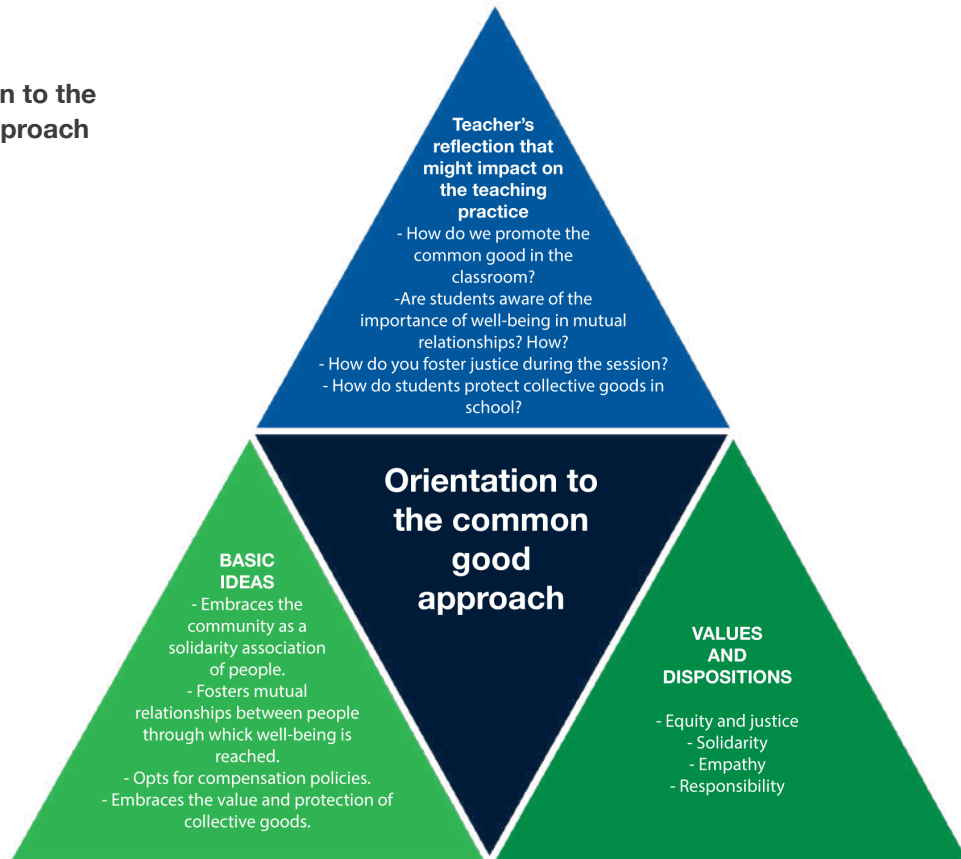 n to the
proach
Teacher's
reflection that
might impact on
the teaching
practice
- How do we promote the
common good in the
classroom?
-Are students aware of the
importance of well-being in mutual
relationships? How?
- How do you foster justice during the session?
- How do students protect collective goods in
school?
Orientation to
the common
good
approach
BASIC
IDEAS
- Embraces the
community as a
solidarity association
of people.
- Fosters mutual
relationships between people
through whick well-being is
reached.
- Opts for compensation policies.
- Embraces the value and protection of
collective goods.
VALUES
AND
DISPOSITIONS
- Equity and justice
- Solidarity
- Empathy
- Responsibility